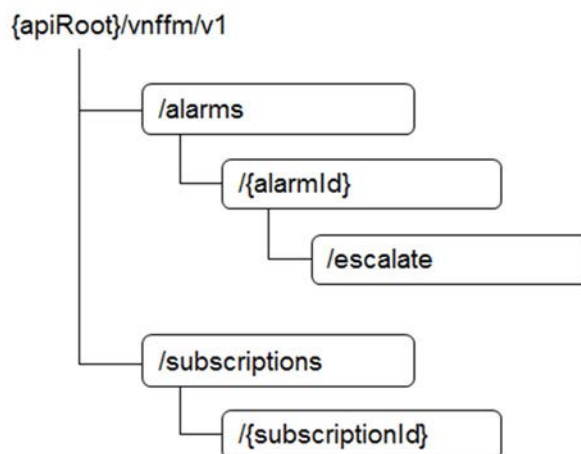 {apiRoot}/vnffm/v1
/alarms
/{alarmId}
/escalate
/subscriptions
/{subscriptionId}